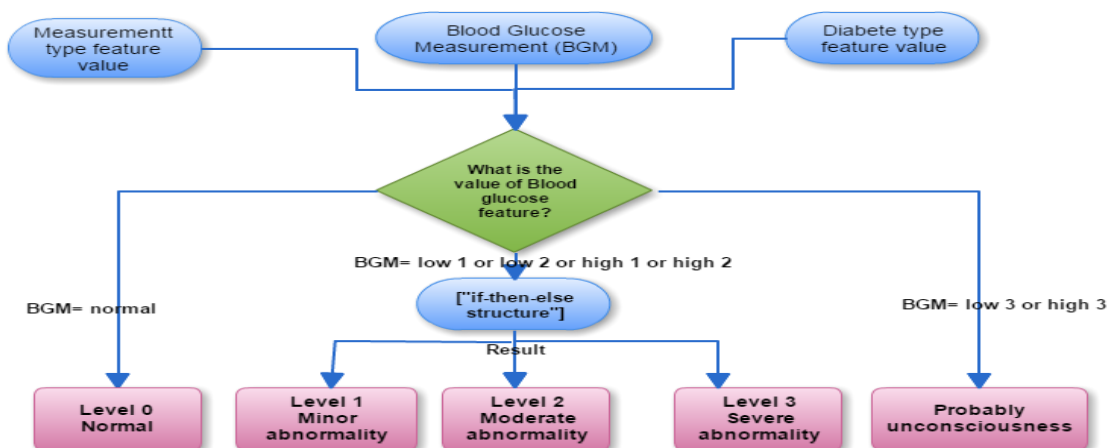 Measurementt
type feature
value
Blood Glucose
Measurement (BGM)
Diabete type
feature value
What is the
value of Blood
glucose
feature?
BGM= low 1 or low 2 or high 1 or high 2
BGM= normal
["if-then-else
structure"]
BGM= low 3 or high 3
Result
Level 0
Normal
Level 1
Minor
abnormality
Level 2
Moderate
abnormality
Level 3
Severe
abnormality
Probably
unconsciousness